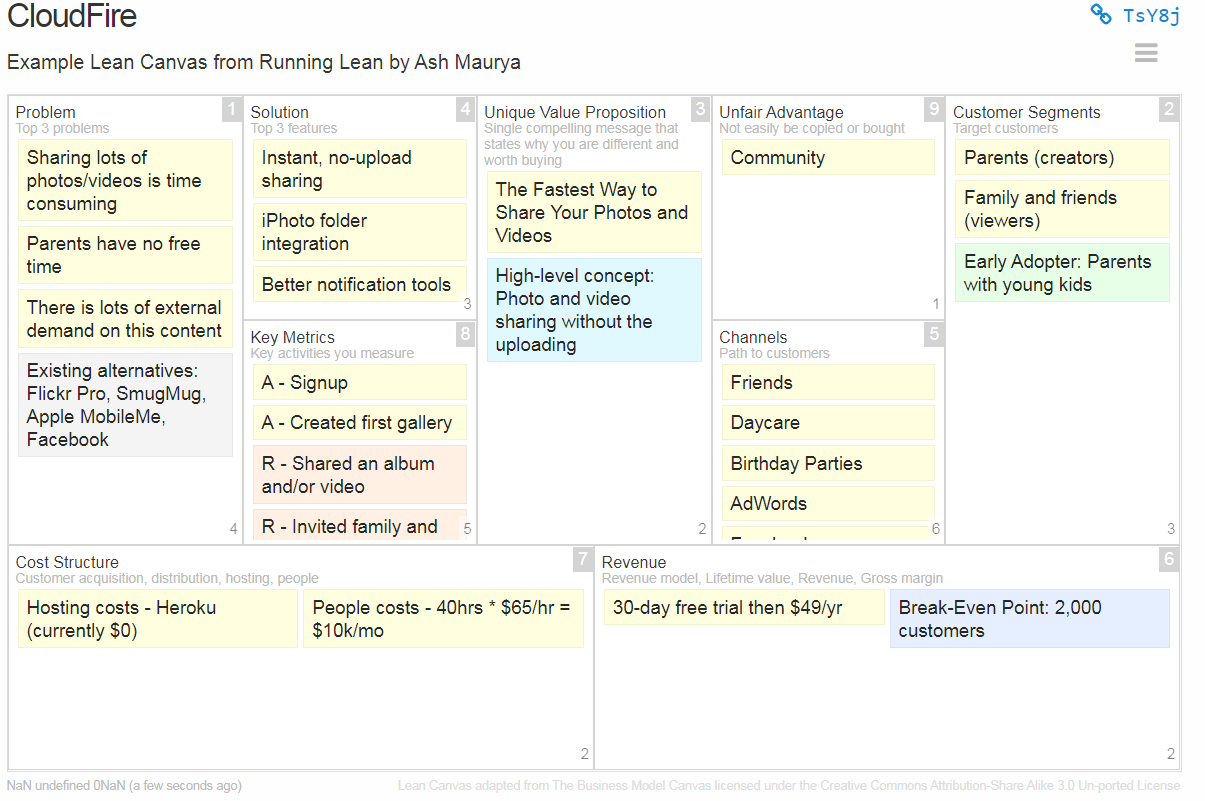 CloudFire
TsY8j
Example Lean Canvas from Running Lean by Ash Maurya
Problem
1
Top 3 problems
Sharing lots of
photos/videos is time
consuming
Parents have no free
time
There is lots of external
demand on this content
Existing alternatives:
Flickr Pro, SmugMug,
Apple MobileMe,
Facebook
4
Solution
4
Top 3 features
Instant, no-upload
sharing
iPhoto folder
integration
Better notification tools
3
Key Metrics
8
Key activities you measure
A - Signup
A - Created first gallery
R - Shared an album
and/or video
R - Invited family and
5
Unique Value Proposition
3
Single compelling message that
states why you are different and
worth buying
The Fastest Way to
Share Your Photos and
Videos
High-level concept:
Photo and video
sharing without the
uploading
2
Unfair Advantage
9
Not easily be copied or bought
Community
1
Channels
5
Path to customers
Friends
Daycare
Birthday Parties
AdWords
6
Customer Segments
2
Target customers
Parents (creators)
Family and friends
(viewers)
Early Adopter: Parents
with young kids
3
Cost Structure
7
Customer acquisition, distribution, hosting, people
Hosting costs - Heroku
(currently $0)
People costs - 40hrs * $65/hr =
$10k/mo
2
Revenue
6
Revenue model, Lifetime value, Revenue, Gross margin
30-day free trial then $49/yr
Break-Even Point: 2,000
customers
2
NaN undefined 0NaN (a few seconds ago)
Lean Canvas adapted from The Business Model Canvas licensed under the Creative Commons Attribution-Share Alike 3.0 Un-ported License